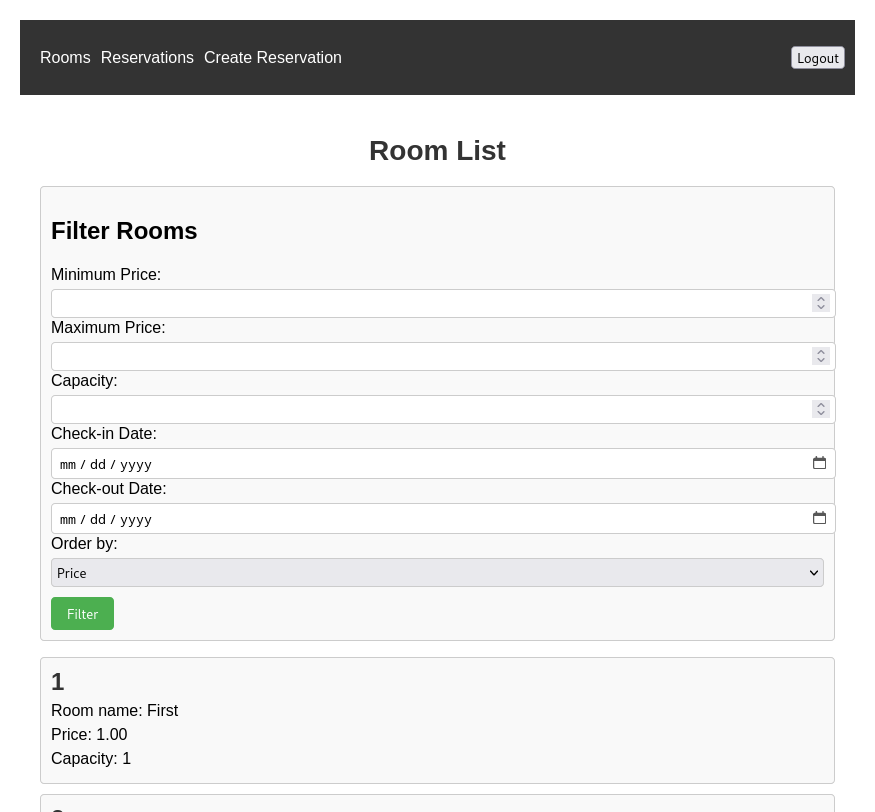 Rooms Reservations Create Reservation Logout
Room List
Filter Rooms
Minimum Price:
Maximum Price:
Capacity:
Check-in Date:
mm / dd / yyyy
Check-out Date:
mm / dd / yyyy
Order by:
Price
Filter
1
Room name: First
Price: 1.00
Capacity: 1